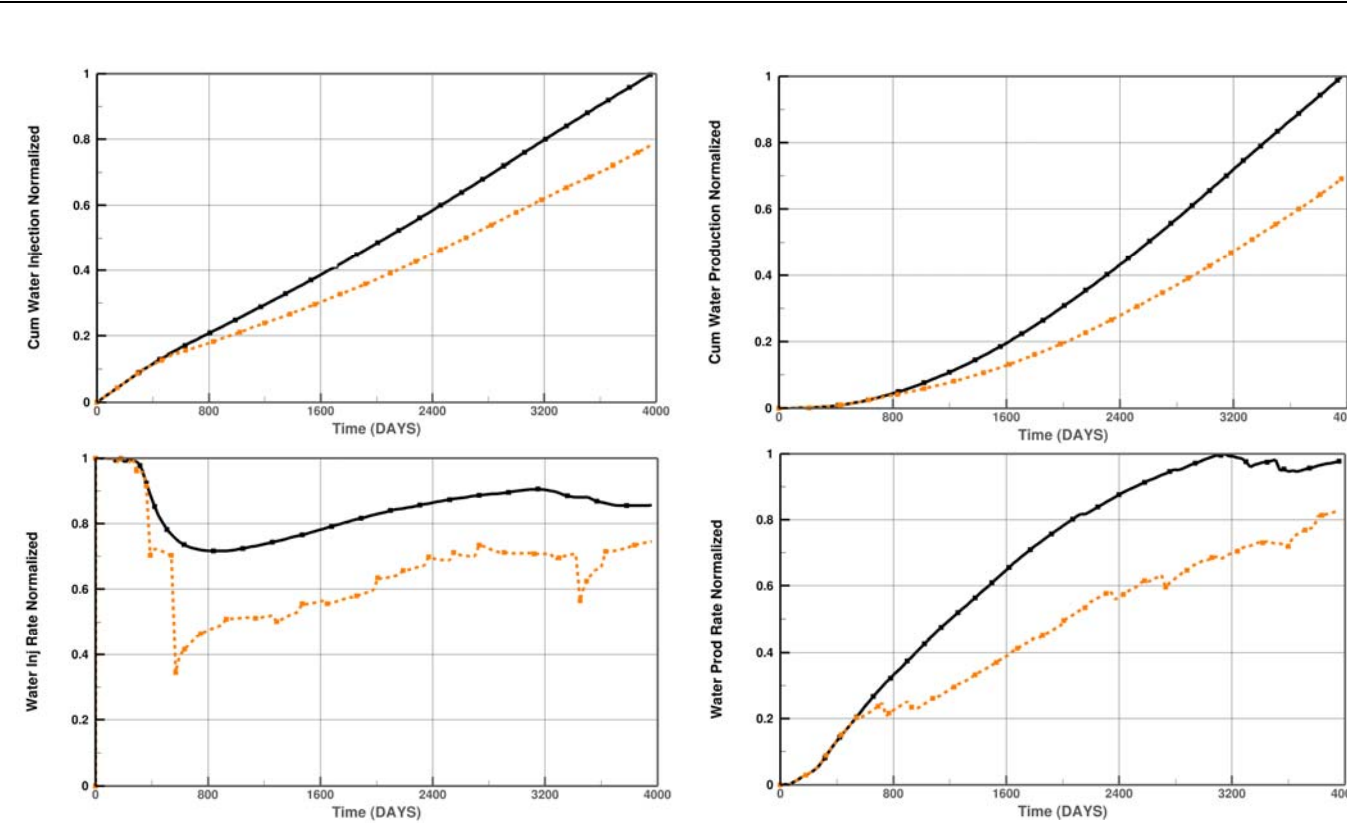 Cum Water Injection Normalized
1
0.8
0.6
0.4
0.2
0
0 800 1600 2400 3200 4000
Time (DAYS)
Cum Water Production Normalized
1
0.8
0.6
0.4
0.2
0
0 800 1600 2400 3200 400
Time (DAYS)
Water Inj Rate Normalized
1
0.8
0.6
0.4
0.2
0
0 800 1600 2400 3200 4000
Time (DAYS)
Water Prod Rate Normalized
1
0.8
0.6
0.4
0.2
0
0 800 1600 2400 3200 400
Time (DAYS)